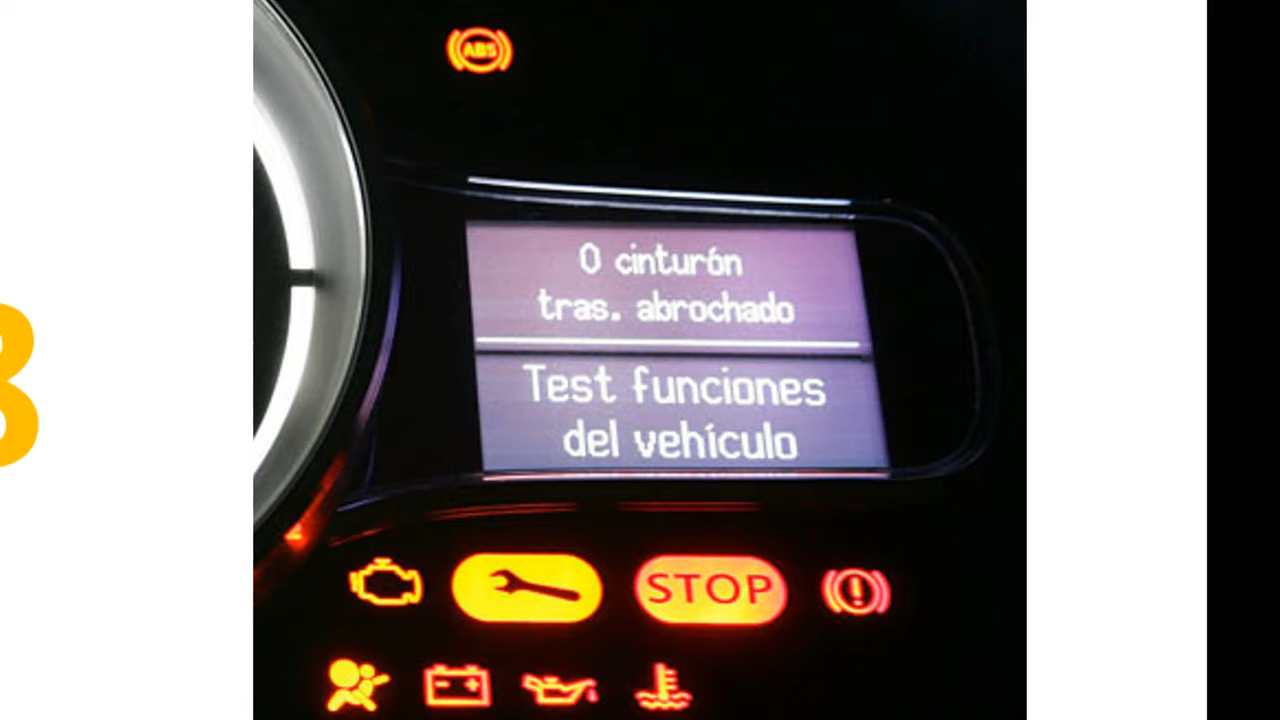 ABS
0 cinturón
tras. abrochado
Test funciones
del vehículo
STOP